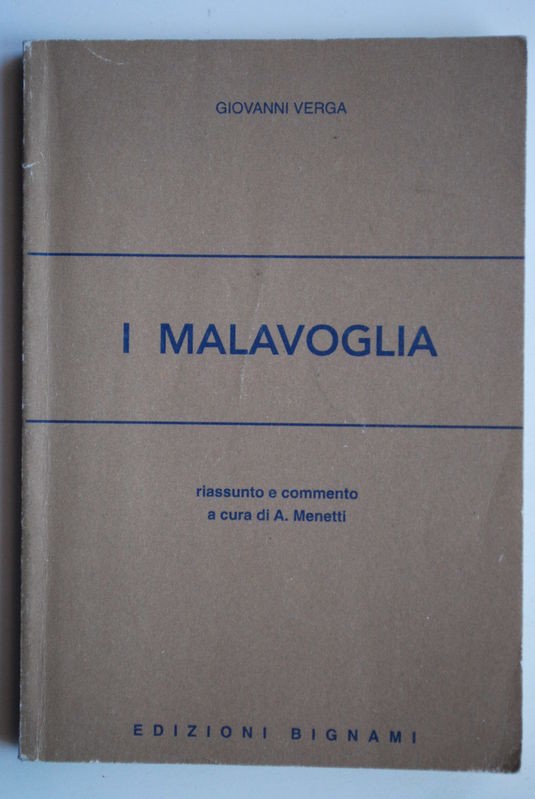 GIOVANNI VERGA
I MALAVOGLIA
riassunto e commento
a cura di A. Menetti
EDIZIONI BIGNAMI